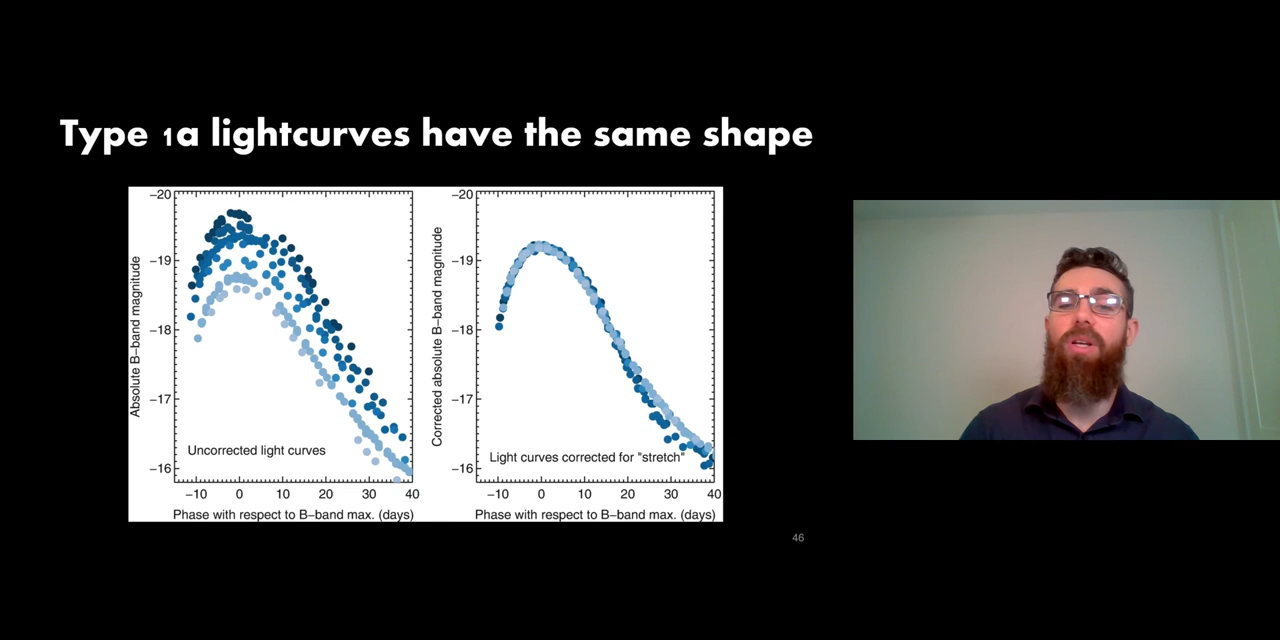 Type 1a lightcurves have the same shape
−20
−19
−18
−17
−16
Absolute B−band magnitude
Uncorrected light curves
−10 0 10 20 30 40
Phase with respect to B−band max. (days)
−20
−19
−18
−17
−16
Corrected absolute B−band magnitude
Light curves corrected for "stretch"
−10 0 10 20 30 40
Phase with respect to B−band max. (days)
46